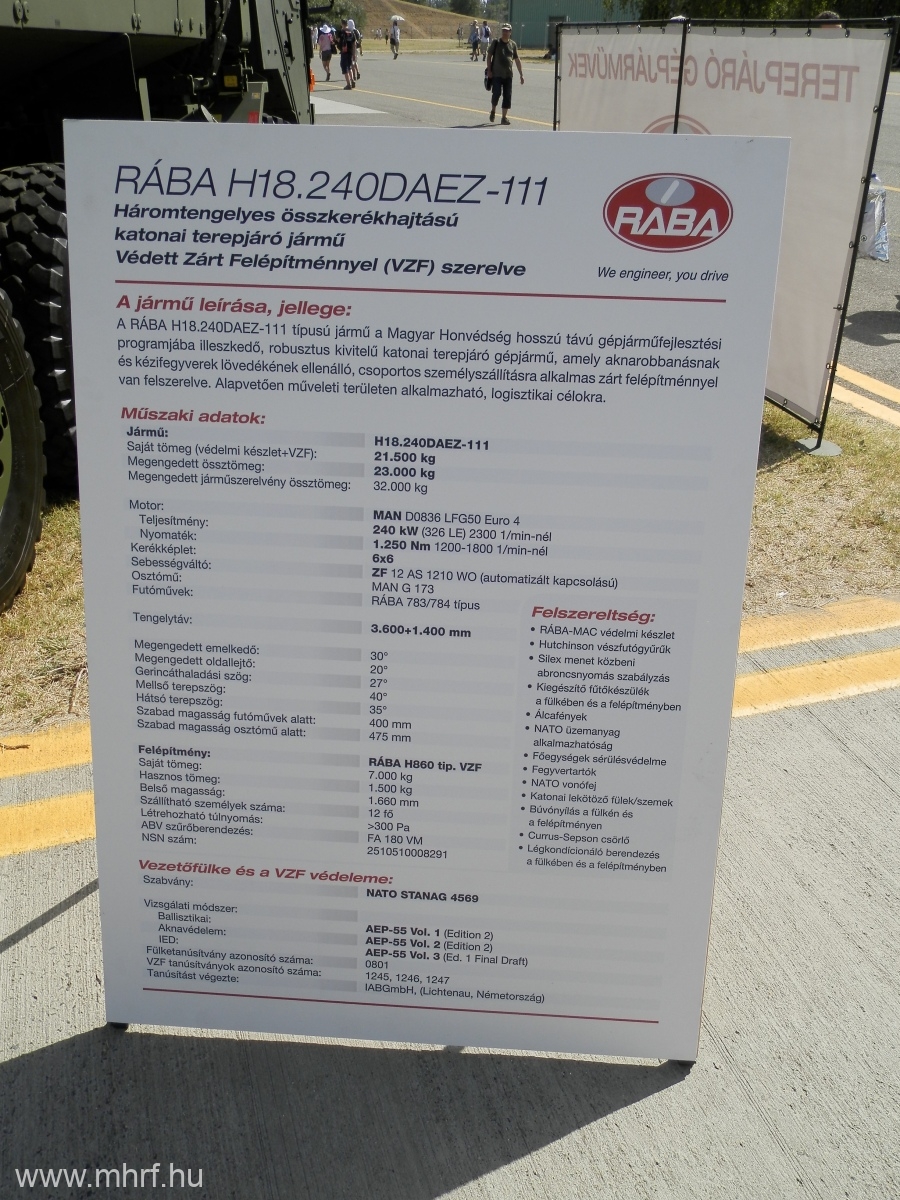 TEREPJÁRÓ GÉPJÁRMŰVEK
RÁBA H18.240DAEZ-111
Háromtengelyes összkerékhajtású
katonai terepjáró jármű
Védett Zárt Felépítménnyel (VZF) szerelve
RÁBA
We engineer, you drive
A jármű leírása, jellege:
A RÁBA H18.240DAEZ-111 típusú jármű a Magyar Honvédség hosszú távú gépjárműfejlesztési
programjába illeszkedő, robusztus kivitelű katonai terepjáró gépjármű, amely aknarobbanásnak
és kézifegyverek lövedékének ellenálló, csoportos személyszállításra alkalmas zárt felépítménnyel
van felszerelve. Alapvetően műveleti területen alkalmazható, logisztikai célokra.
Műszaki adatok:
Jármű: H18.240DAEZ-111
Saját tömeg (védelmi készlet+VZF): 21.500 kg
Megengedett össztömeg: 23.000 kg
Megengedett járműszerelvény össztömeg: 32.000 kg
Motor: MAN D0836 LFG50 Euro 4
Teljesítmény: 240 kW (326 LE) 2300 1/min-nél
Nyomaték: 1.250 Nm 1200-1800 1/min-nél
Kerékképlet: 6x6
Sebességváltó: ZF 12 AS 1210 WO (automatizált kapcsolású)
Osztómű: MAN G 173
Futóművek: RÁBA 783/784 típus
Tengelytáv: 3.600+1.400 mm
Megengedett emelkedő: 30°
Megengedett oldallejtő: 20°
Gerincáthaladási szög: 27°
Mellső terepszög: 40°
Hátsó terepszög: 35°
Szabad magasság futóművek alatt: 400 mm
Szabad magasság osztómű alatt: 475 mm
Felépítmény: RÁBA H860 tip. VZF
Saját tömeg: 7.000 kg
Hasznos tömeg: 1.500 kg
Belső magasság: 1.660 mm
Szállítható személyek száma: 12 fő
Létrehozható túlnyomás: >300 Pa
ABV szűrőberendezés: FA 180 VM
NSN szám: 2510510008291
Felszereltség:
• RÁBA-MAC védelmi készlet
• Hutchinson vészfutógyűrűk
• Silex menet közbeni
abroncsnyomás szabályzás
• Kiegészítő fűtőkészülék
a fülkében és a felépítményben
• Álcafények
• NATO üzemanyag
alkalmazhatóság
• Főegységek sérülésvédelme
• Fegyvertartók
• NATO vonófej
• Katonai lekötöző fülek/szemek
• Búvónyílás a fülkén és
a felépítményen
• Currus-Sepson csörlő
• Légkondícionáló berendezés
a fülkében és a felépítményben
Vezetőfülke és a VZF védeleme:
Szabvány: NATO STANAG 4569
Vizsgálati módszer:
Ballisztikai: AEP-55 Vol. 1 (Edition 2)
Aknavédelem: AEP-55 Vol. 2 (Edition 2)
IED: AEP-55 Vol. 3 (Ed. 1 Final Draft)
Fülketanúsítvány azonosító száma: 0801
VZF tanúsítványok azonosító száma: 1245, 1246, 1247
Tanúsítást végezte: IABGmbH, (Lichtenau, Németország)
www.mhrf.hu